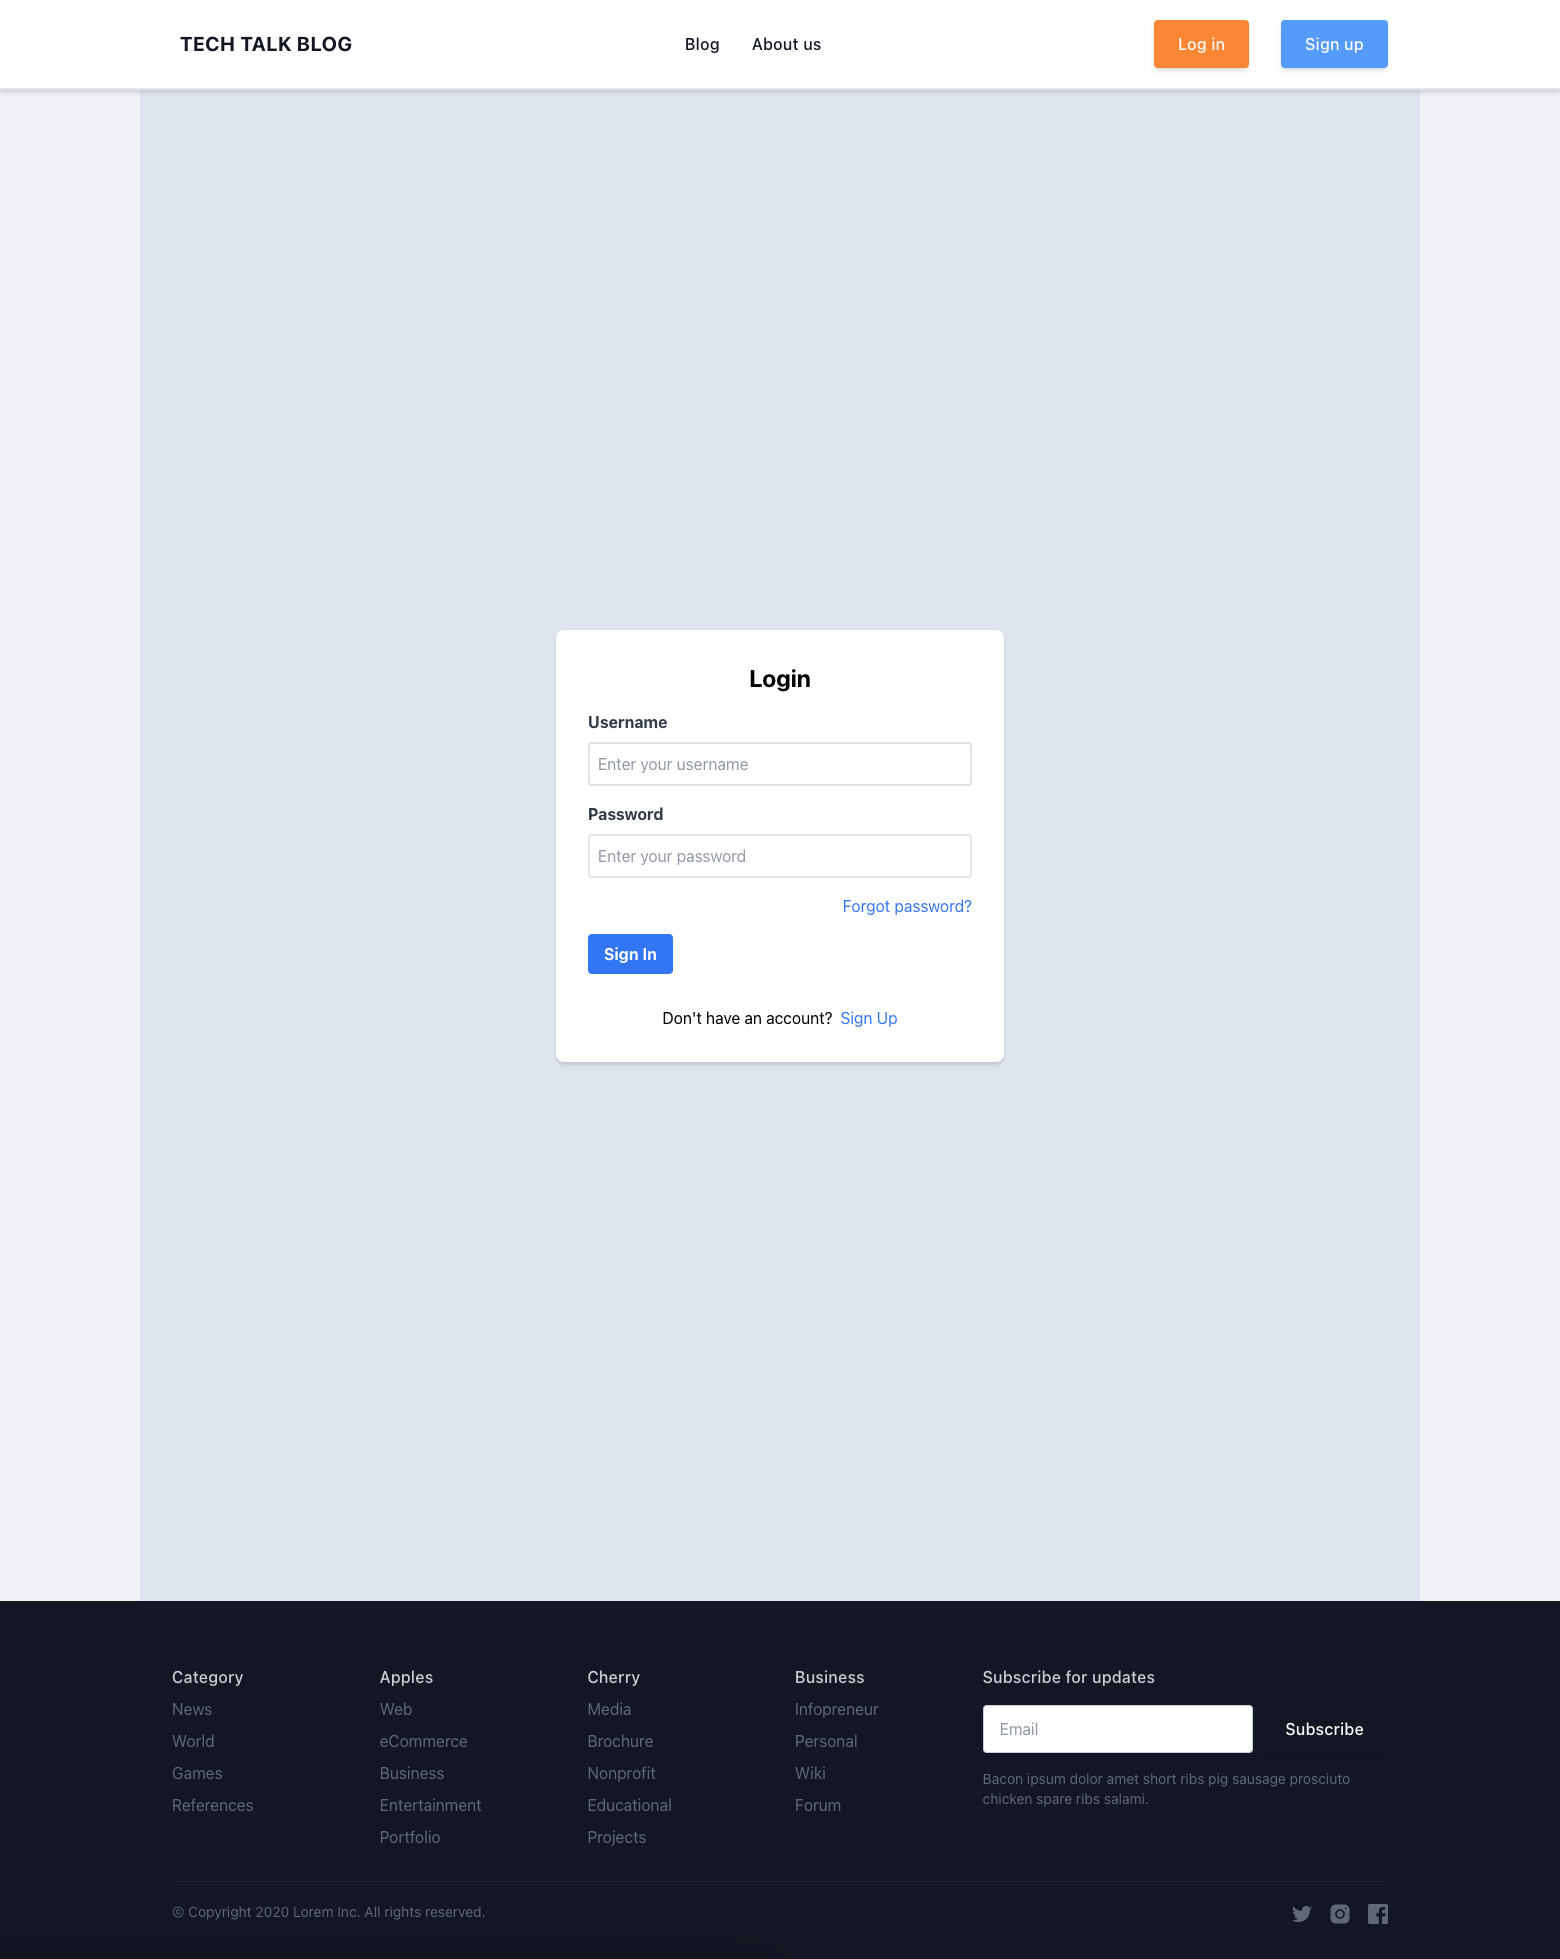 TECH TALK BLOG
Blog
About us
Log in
Sign up
Login
Username
Enter your username
Password
Enter your password
Forgot password?
Sign In
Don't have an account? Sign Up
Category
News
World
Games
References
Apples
Web
eCommerce
Business
Entertainment
Portfolio
Cherry
Media
Brochure
Nonprofit
Educational
Projects
Business
Infopreneur
Personal
Wiki
Forum
Subscribe for updates
Email
Subscribe
Bacon ipsum dolor amet short ribs pig sausage prosciuto
chicken spare ribs salami.
© Copyright 2020 Lorem Inc. All rights reserved.